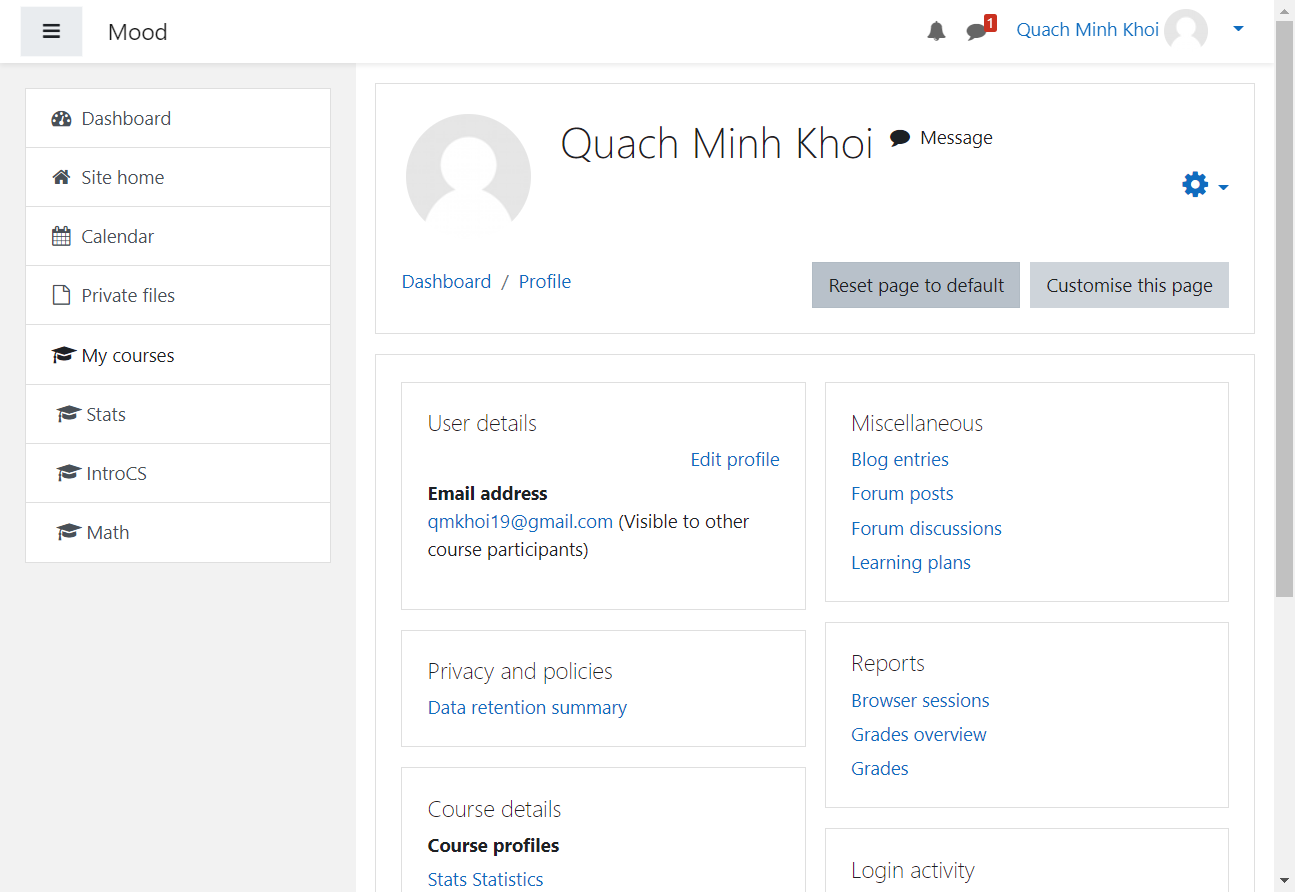 Mood
1
Quach Minh Khoi
Dashboard
Site home
Calendar
Private files
My courses
Stats
IntroCS
Math
Quach Minh Khoi
Message
Dashboard / Profile
Reset page to default
Customise this page
User details
Edit profile
Email address
qmkhoi19@gmail.com (Visible to other
course participants)
Privacy and policies
Data retention summary
Course details
Course profiles
Stats Statistics
Miscellaneous
Blog entries
Forum posts
Forum discussions
Learning plans
Reports
Browser sessions
Grades overview
Grades
Login activity